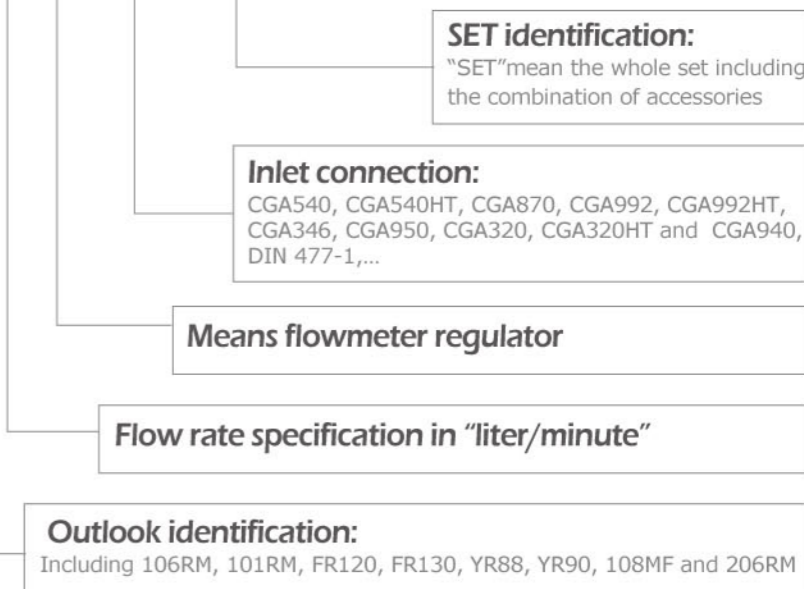 SET identification:
“SET”mean the whole set including
the combination of accessories
Inlet connection:
CGA540, CGA540HT, CGA870, CGA992, CGA992HT,
CGA346, CGA950, CGA320, CGA320HT and CGA940,
DIN 477-1,...
Means flowmeter regulator
Flow rate specification in “liter/minute”
Outlook identification:
Including 106RM, 101RM, FR120, FR130, YR88, YR90, 108MF and 206RM